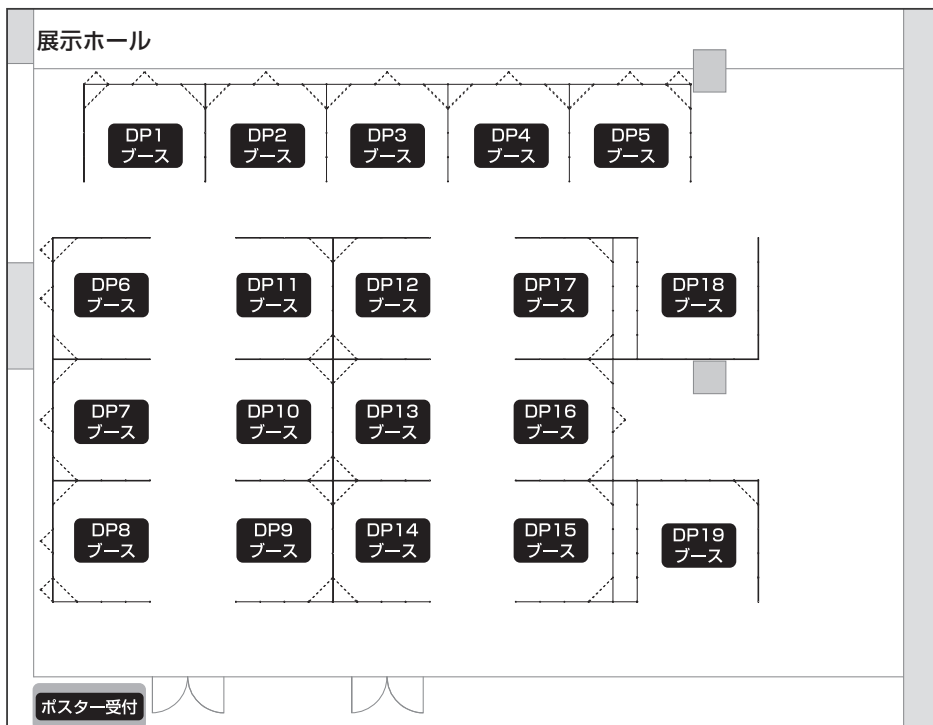 展示ホール
DP1
ブース
DP2
ブース
DP3
ブース
DP4
ブース
DP5
ブース
DP6
ブース
DP11
ブース
DP12
ブース
DP17
ブース
DP18
ブース
DP7
ブース
DP10
ブース
DP13
ブース
DP16
ブース
DP8
ブース
DP9
ブース
DP14
ブース
DP15
ブース
DP19
ブース
ポスター受付